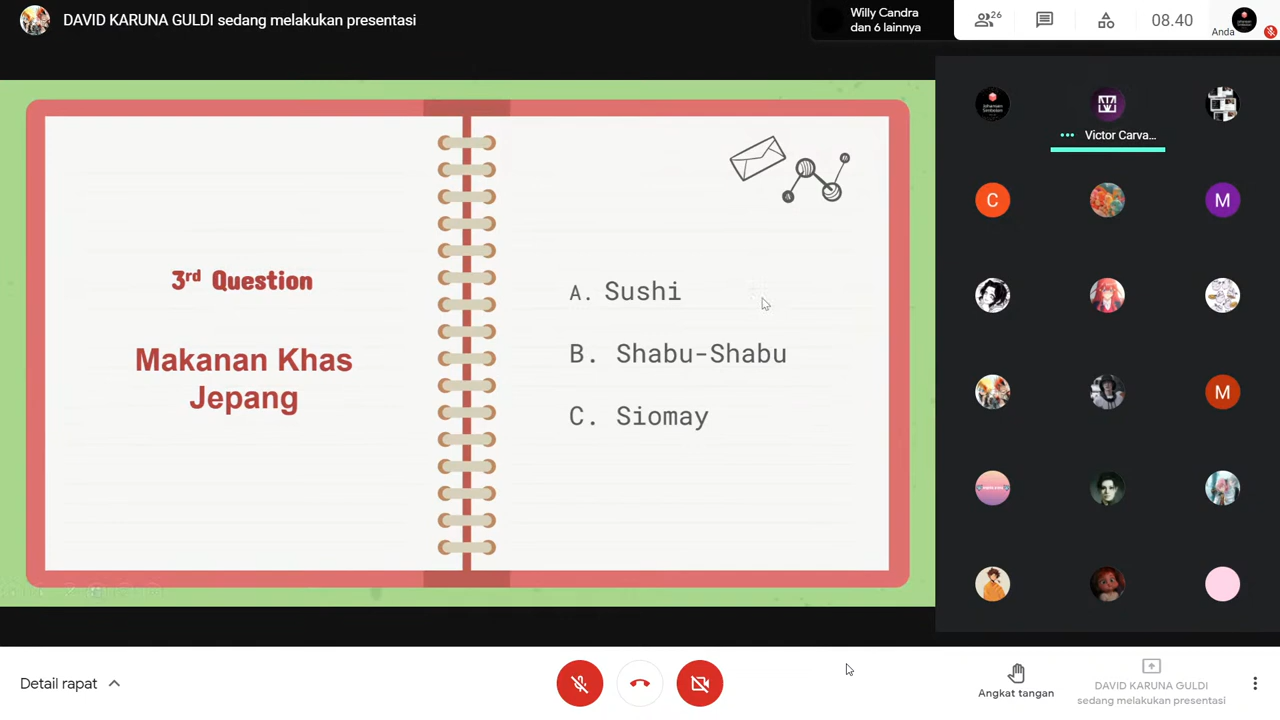 DAVID KARUNA GULDI sedang melakukan presentasi
Willy Candra
dan 6 lainnya
26
08.40
Anda
Victor Carva...
C
M
M
3rd Question
Makanan Khas
Jepang
A. Sushi
B. Shabu-Shabu
C. Siomay
Detail rapat
Angkat tangan
DAVID KARUNA GULDI
sedang melakukan presentasi